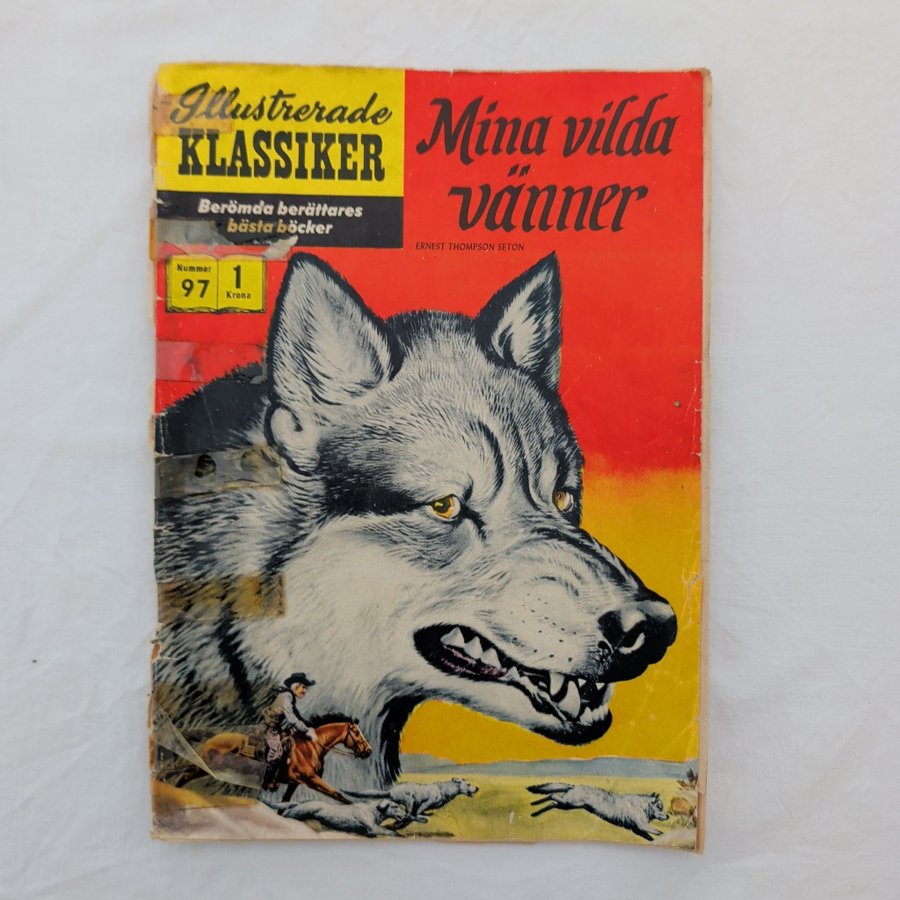 Illustrerade
KLASSIKER
Berömda berättares
bästa böcker
Nummer
97
1
Krona
Mina vilda
vänner
ERNEST THOMPSON SETON